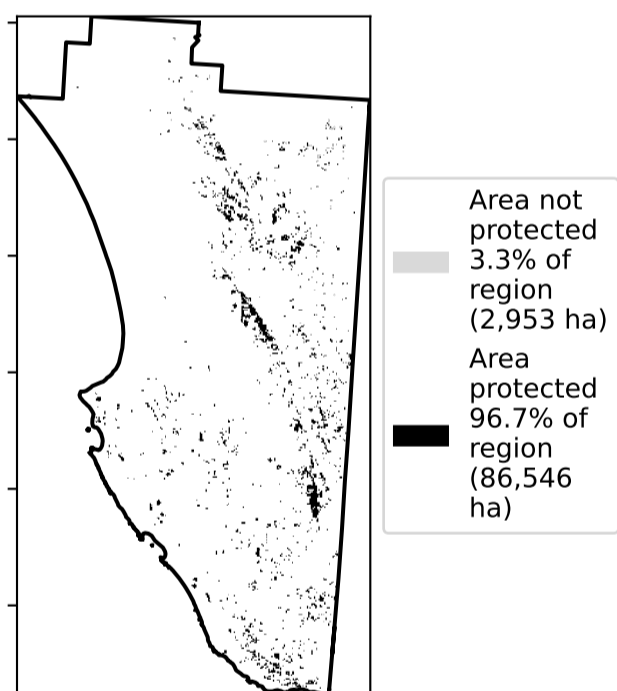 Area not
protected
3.3% of
region
(2,953 ha)
Area
protected
96.7% of
region
(86,546
ha)